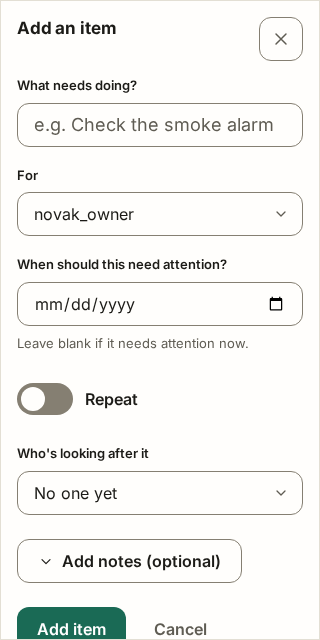 Add an item
What needs doing?
e.g. Check the smoke alarm
For
novak_owner
When should this need attention?
mm/dd/yyyy
Leave blank if it needs attention now.
Repeat
Who's looking after it
No one yet
Add notes (optional)
Add item
Cancel